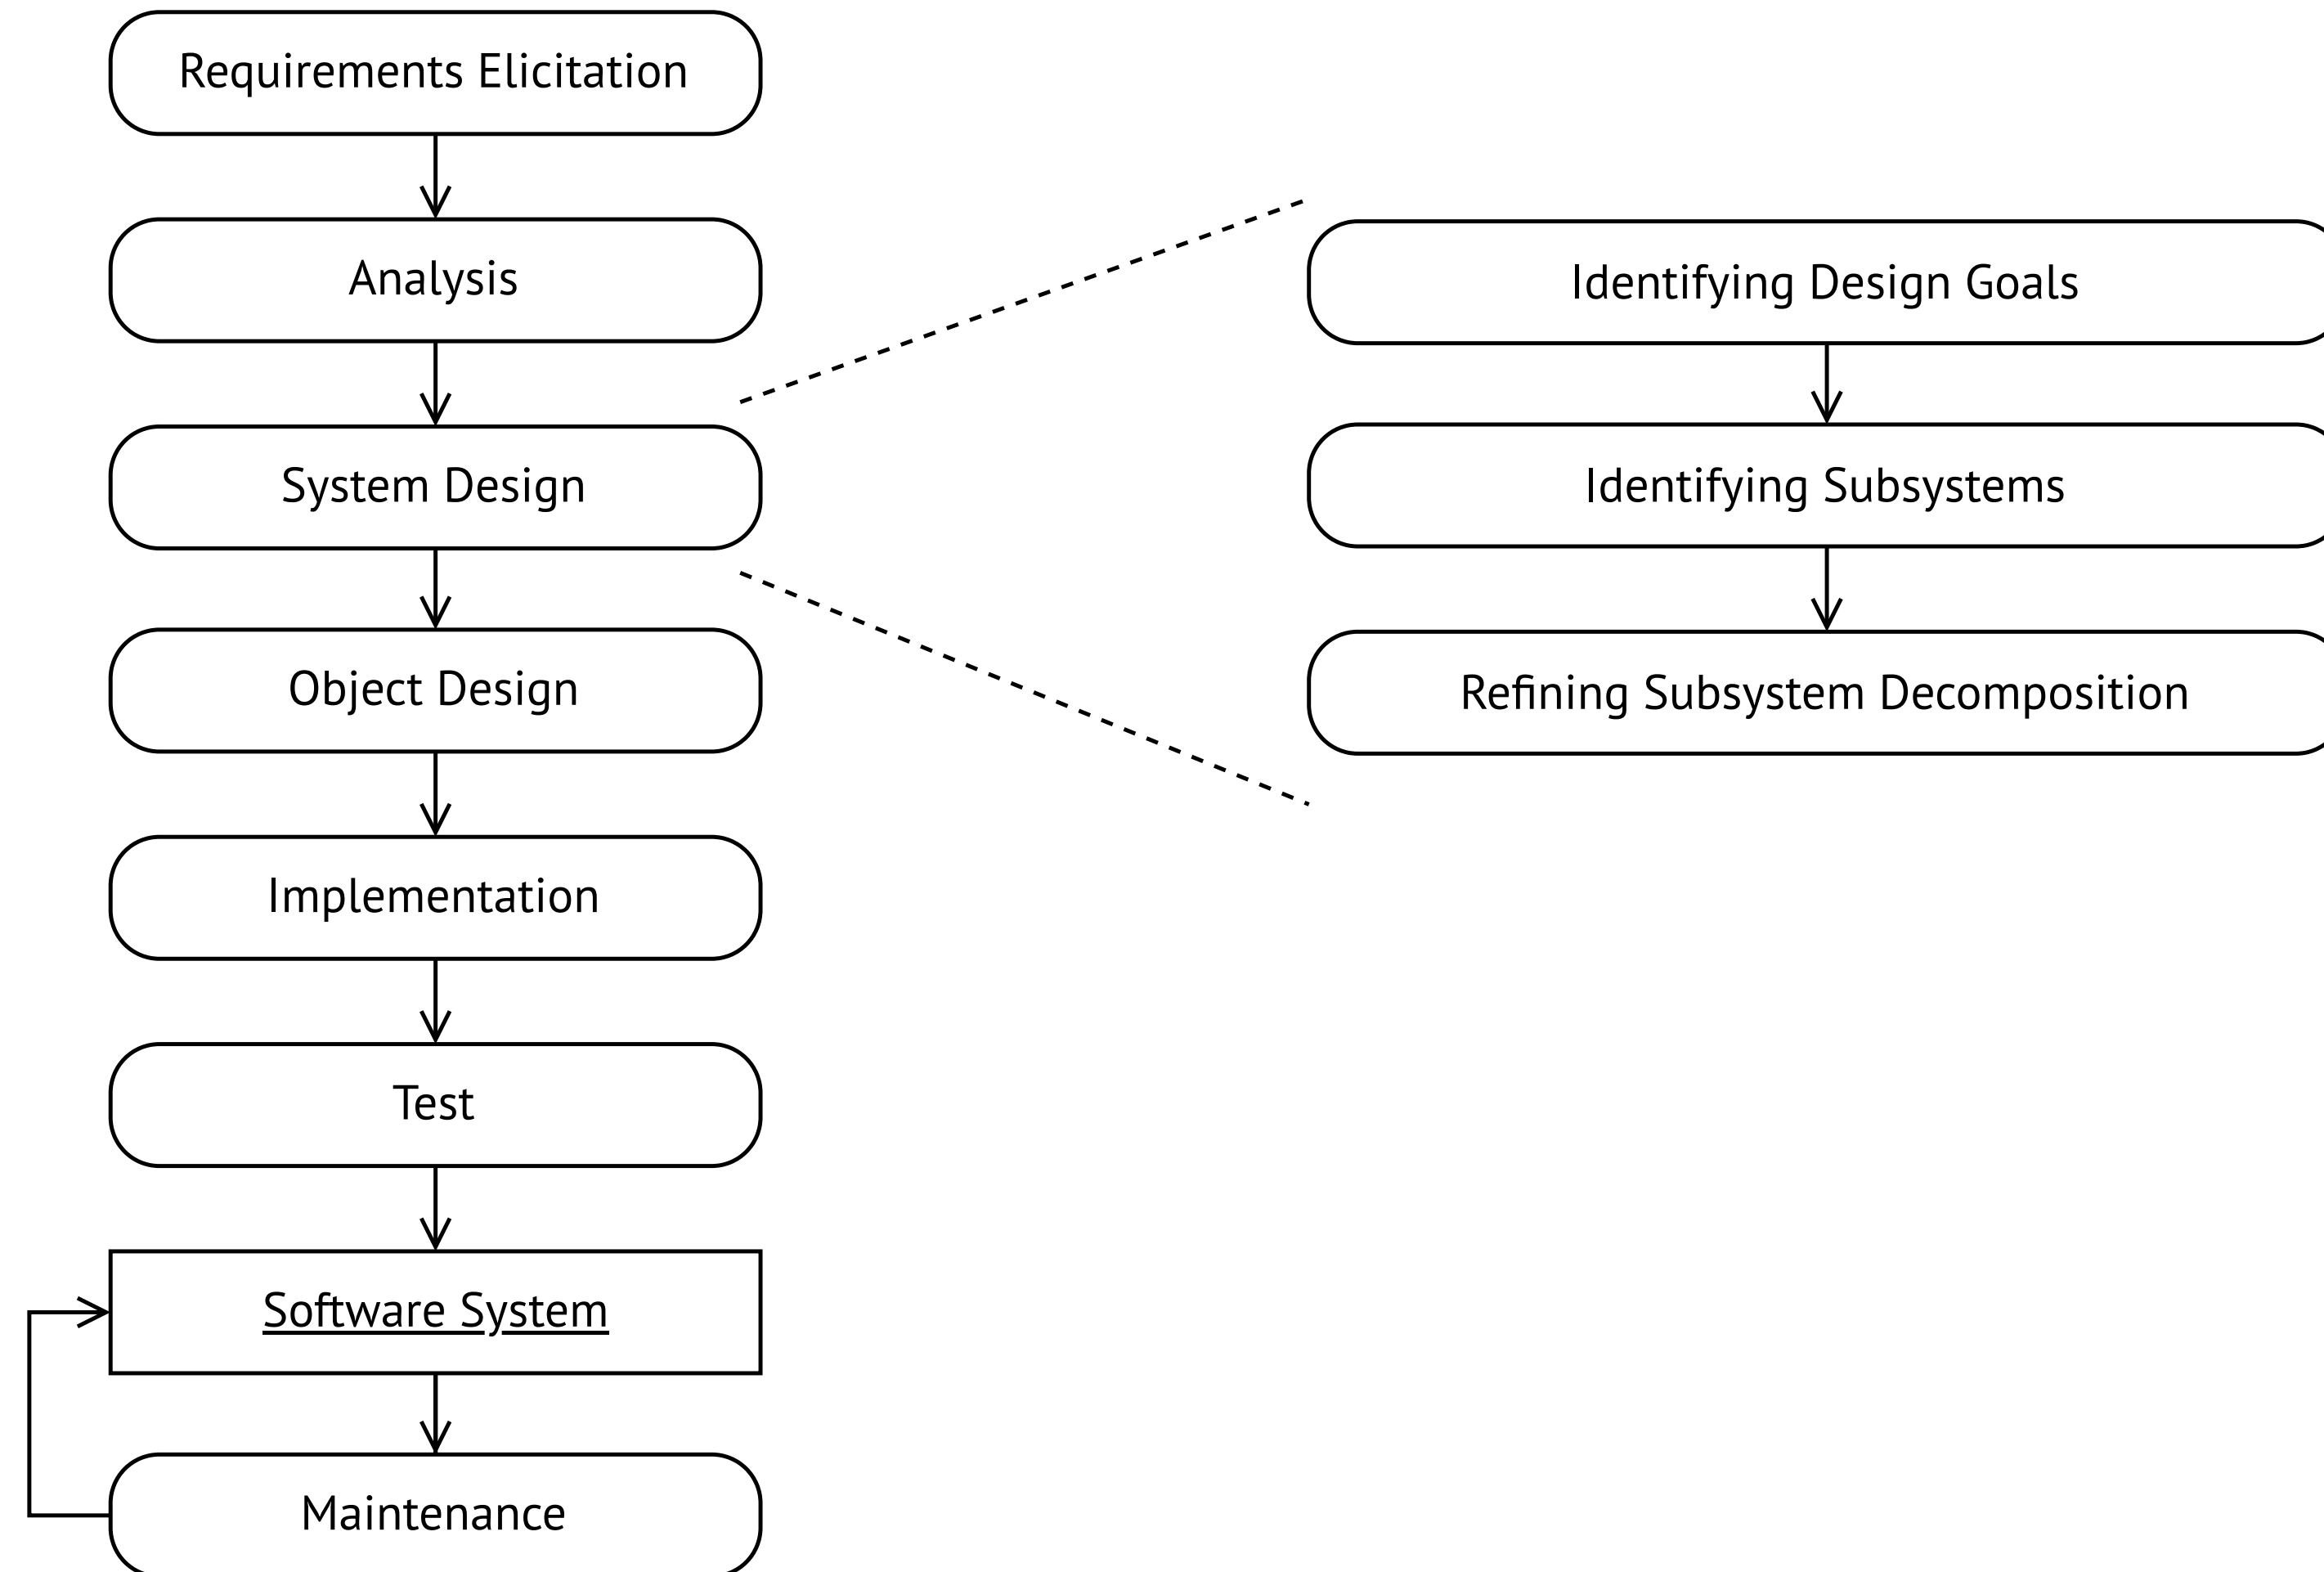 Requirements Elicitation
Analysis
System Design
Object Design
Implementation
Test
Software System
Maintenance
Identifying Design Goals
Identifying Subsystems
Refining Subsystem Decomposition